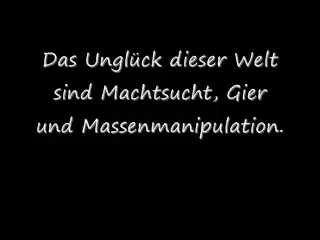 Das Unglück dieser Welt
sind Machtsucht, Gier
und Massenmanipulation.